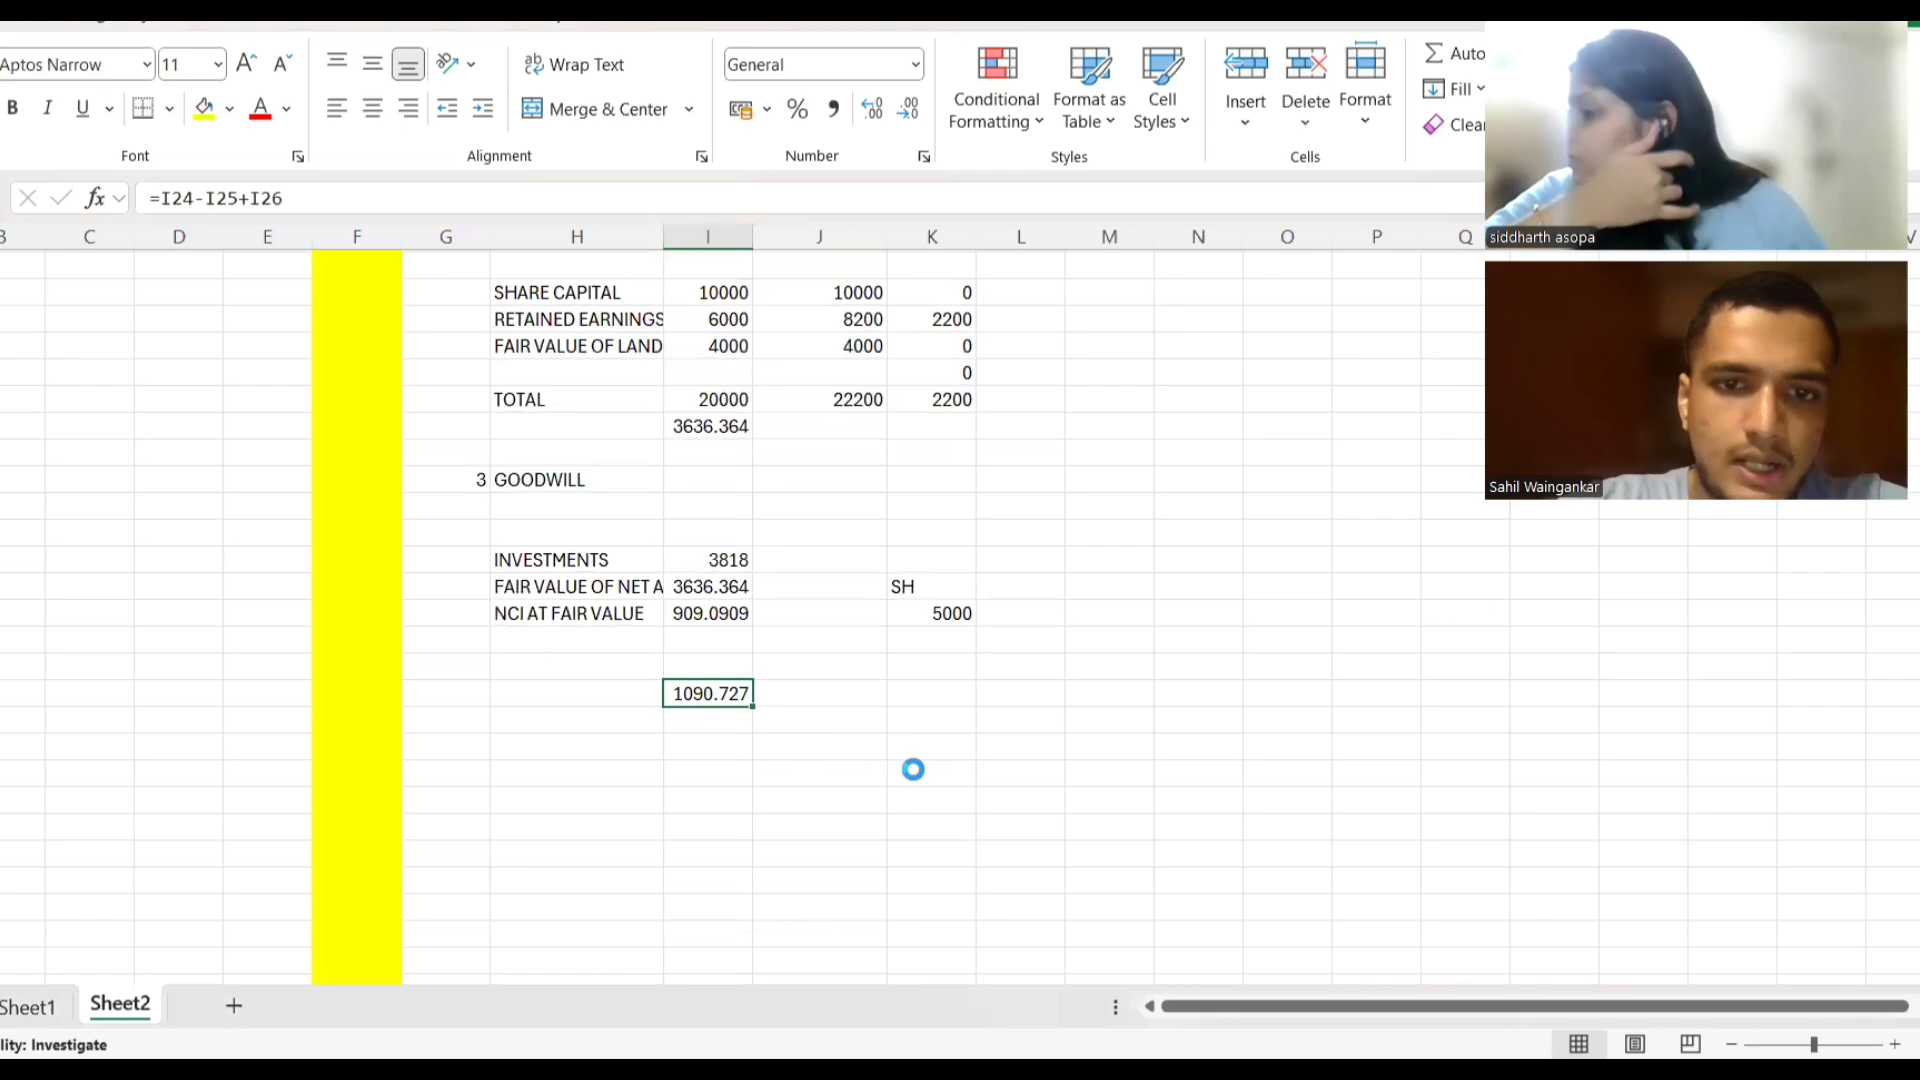 Aptos Narrow 11 A^ Aˇ ab Wrap Text General Conditional Formatting Format as Table Cell Styles Insert Delete Format Σ Auto
B I U A Merge & Center % , .00 Fill
Clea
Font Alignment Number Styles Cells
fx =I24-I25+I26
siddharth asopa
B C D E F G H I J K L M N O P Q V
SHARE CAPITAL 10000 10000 0
RETAINED EARNINGS 6000 8200 2200
FAIR VALUE OF LAND 4000 4000 0
0
TOTAL 20000 22200 2200
3636.364
3 GOODWILL
Sahil Waingankar
INVESTMENTS 3818
FAIR VALUE OF NET A 3636.364 SH
NCI AT FAIR VALUE 909.0909 5000
1090.727
Sheet1 Sheet2 +
lity: Investigate